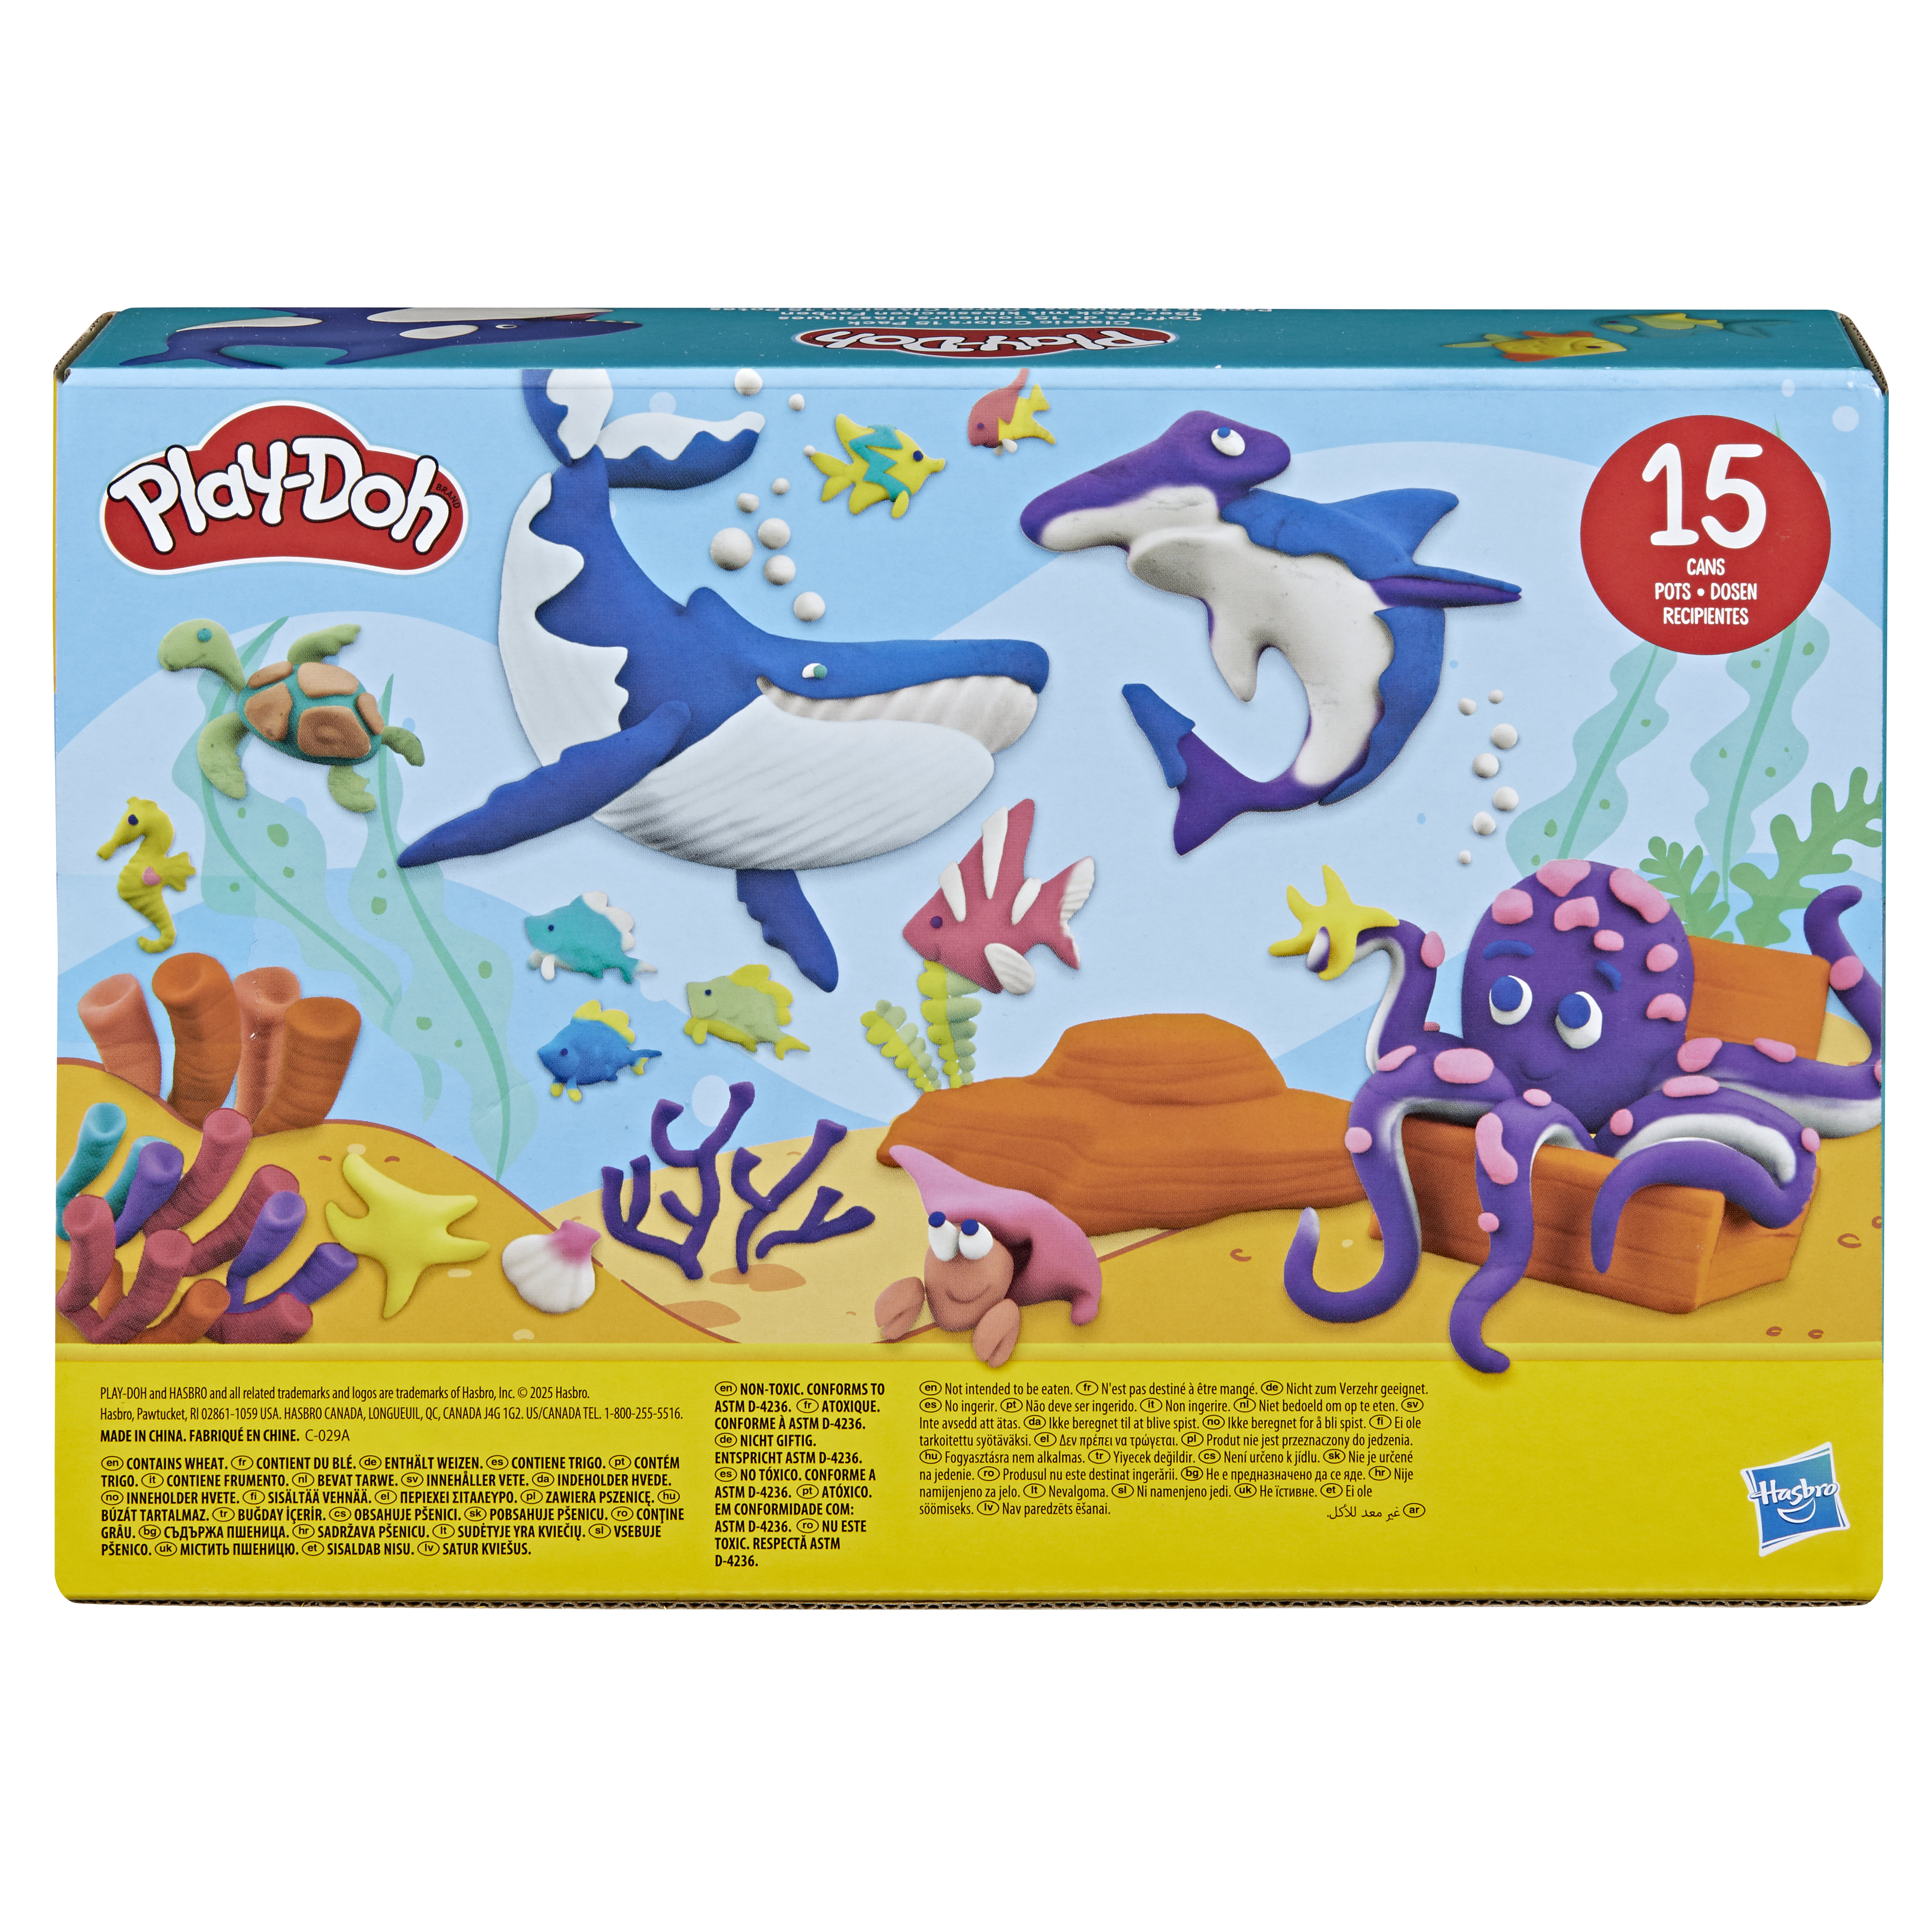 Play-Doh
Classic Colors 15 Pack
Play-Doh
BRAND
15
CANS
POTS • DOSEN
RECIPIENTES
PLAY-DOH and HASBRO and all related trademarks and logos are trademarks of Hasbro, Inc. © 2025 Hasbro.
Hasbro, Pawtucket, RI 02861-1059 USA. HASBRO CANADA, LONGUEUIL, QC, CANADA J4G 1G2. US/CANADA TEL. 1-800-255-5516.
MADE IN CHINA. FABRIQUÉ EN CHINE. C-029A
en CONTAINS WHEAT. fr CONTIENT DU BLÉ. de ENTHÄLT WEIZEN. es CONTIENE TRIGO. pt CONTÉM
TRIGO. it CONTIENE FRUMENTO. nl BEVAT TARWE. sv INNEHÅLLER VETE. da INDEHOLDER HVEDE.
no INNEHOLDER HVETE. fi SISÄLTÄÄ VEHNÄÄ. el ΠΕΡΙΕΧΕΙ ΣΙΤΑΛΕΥΡΟ. pl ZAWIERA PSZENICĘ. hu
BÚZÁT TARTALMAZ. tr BUĞDAY İÇERİR. cs OBSAHUJE PŠENICI. sk POBSAHUJE PŠENICU. ro CONȚINE
GRÂU. bg СЪДЪРЖА ПШЕНИЦА. hr SADRŽAVA PŠENICU. lt SUDĖTYJE YRA KVIEČIŲ. sl VSEBUJE
PŠENICO. uk МІСТИТЬ ПШЕНИЦЮ. et SISALDAB NISU. lv SATUR KVIEŠUS.
en NON-TOXIC. CONFORMS TO
ASTM D-4236. fr ATOXIQUE.
CONFORME À ASTM D-4236.
de NICHT GIFTIG.
ENTSPRICHT ASTM D-4236.
es NO TÓXICO. CONFORME A
ASTM D-4236. pt ATÓXICO.
EM CONFORMIDADE COM:
ASTM D-4236. ro NU ESTE
TOXIC. RESPECTĂ ASTM
D-4236.
en Not intended to be eaten. fr N'est pas destiné à être mangé. de Nicht zum Verzehr geeignet.
es No ingerir. pt Não deve ser ingerido. it Non ingerire. nl Niet bedoeld om op te eten. sv
Inte avsedd att ätas. da Ikke beregnet til at blive spist. no Ikke beregnet for å bli spist. fi Ei ole
tarkoitettu syötäväksi. el Δεν πρέπει να τρώγεται. pl Produt nie jest przeznaczony do jedzenia.
hu Fogyasztásra nem alkalmas. tr Yiyecek değildir. cs Není určeno k jídlu. sk Nie je určené
na jedenie. ro Produsul nu este destinat ingerării. bg Не е предназначено да се яде. hr Nije
namijenjeno za jelo. lt Nevalgoma. sl Ni namenjeno jedi. uk Не їстивне. et Ei ole
söömiseks. lv Nav paredzēts ēšanai.
ar غير معد للأكل.
Hasbro